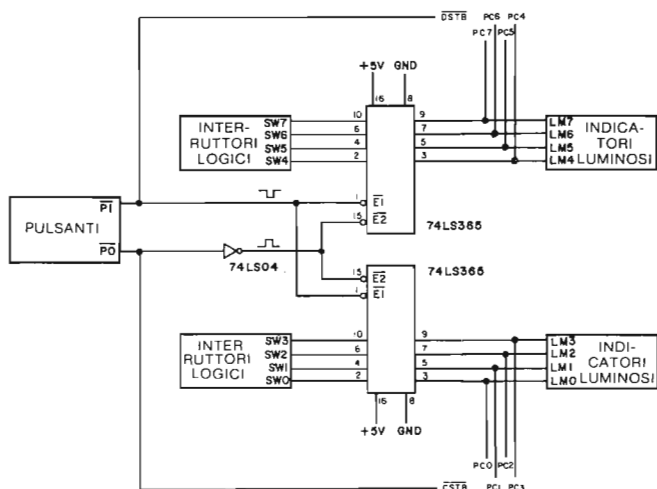 DSTB PC6 PC4
PC7 PC5
+5V GND
16 8
INTER-
RUTTORI
LOGICI
SW7
SW6
SW5
SW4
10
6
4
2
9
7
5
3
LM7
LM6
LM5
LM4
INDICA-
TORI
LUMINOSI
1 E1
15 E2
74LS365
PULSANTI
P1
P0
74LS04
74LS366
15 E2
1 E1
INTER
RUTTORI
LOGICI
SW3
SW2
SW1
SW0
10
6
4
2
9
7
5
3
LM3
LM2
LM1
LM0
INDI-
CATORI
LUMINOSI
16 8
+5V GND
PC0 PC2
CSTB PC1 PC3